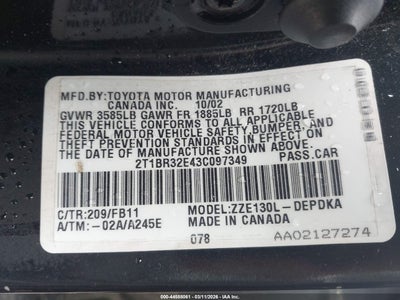 MFD.BY:TOYOTA MOTOR MANUFACTURING
CANADA INC. 10/02
GVWR 3585LB GAWR FR 1885LB RR 1720LB
THIS VEHICLE CONFORMS TO ALL APPLICABLE
FEDERAL MOTOR VEHICLE SAFETY,BUMPER, AND
THEFT PREVENTION STANDARDS IN EFFECT ON
THE DATE OF MANUFACTURE SHOWN ABOVE.
2T1BR32E43C097349 PASS.CAR
C/TR:209/FB11 MODEL:ZZE130L-DEPDKA
A/TM:-02A/A245E MADE IN CANADA
078 AA02127274
© IAA - 000-44588061 - 03/11/2026 - IAAI.com